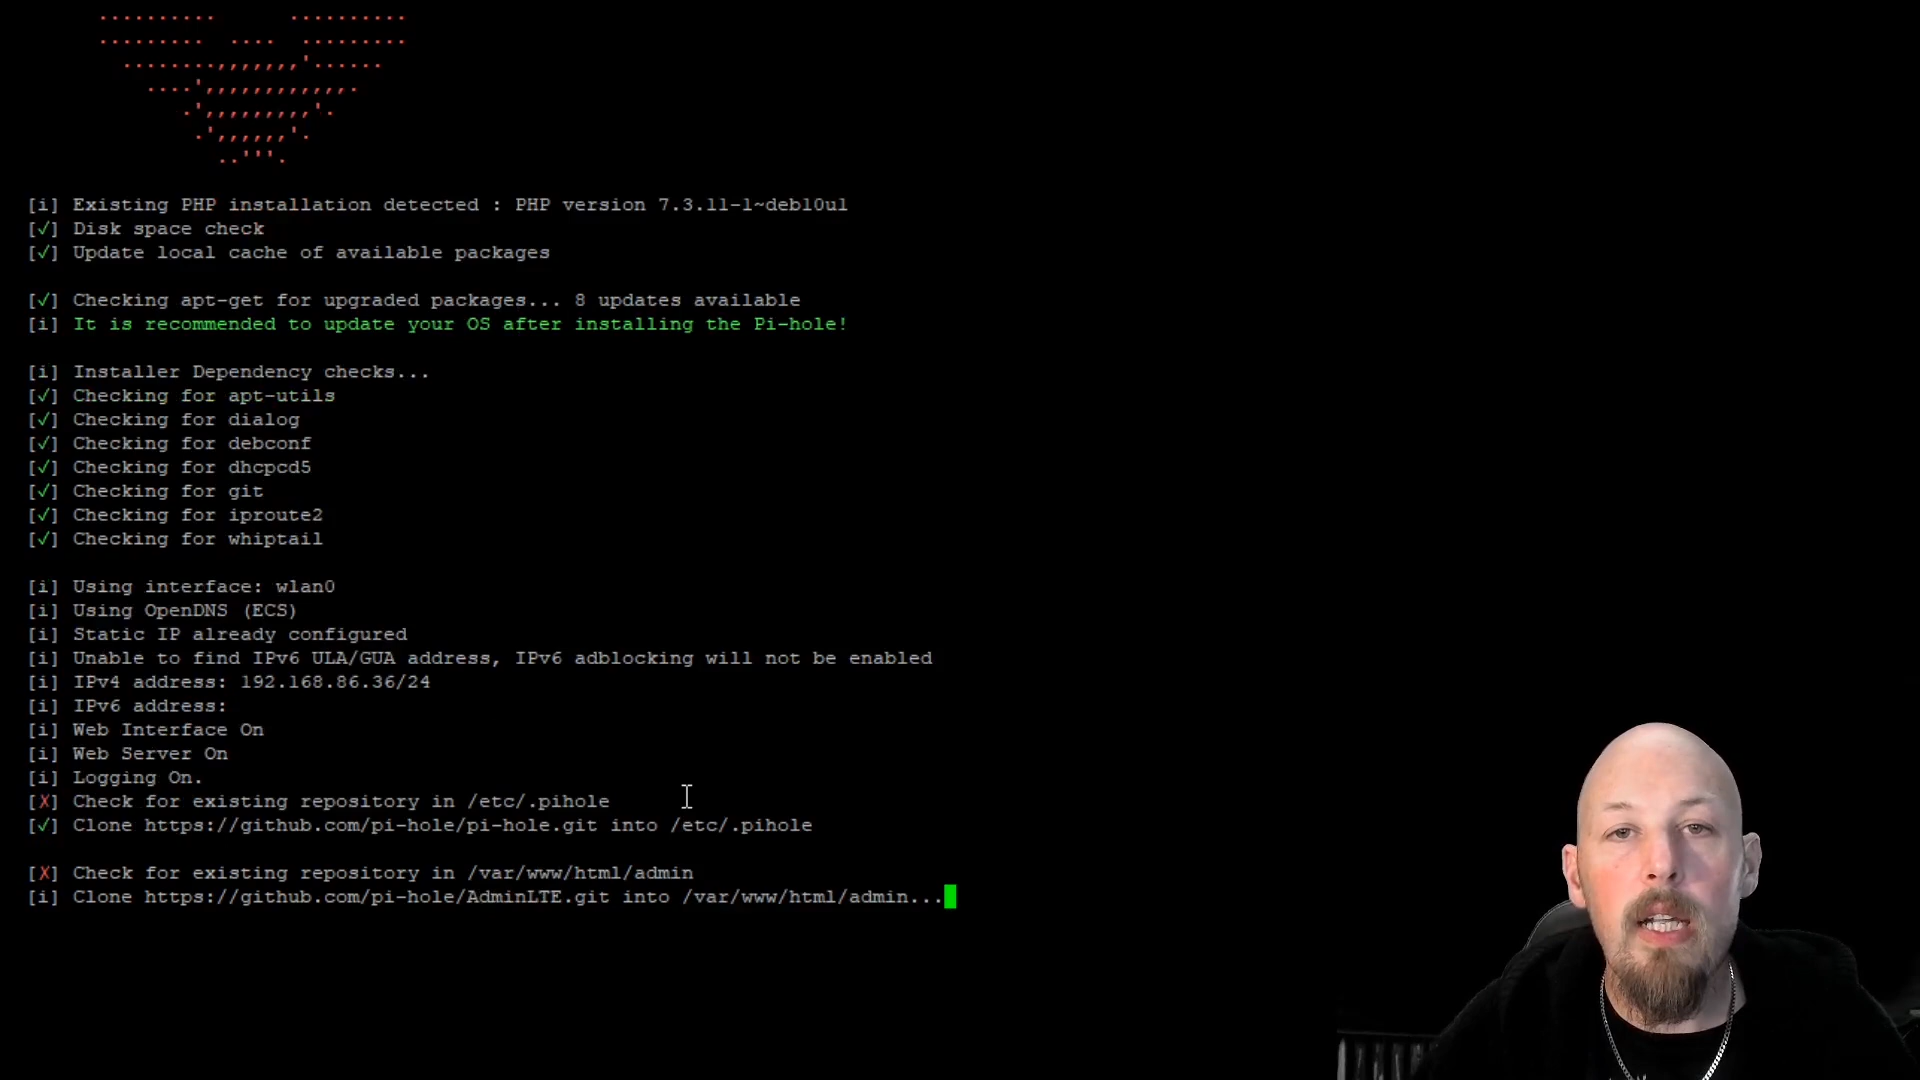 [i] Existing PHP installation detected : PHP version 7.3.11-1~deb10u1
[✓] Disk space check
[✓] Update local cache of available packages
[✓] Checking apt-get for upgraded packages... 8 updates available
[i] It is recommended to update your OS after installing the Pi-hole!
[i] Installer Dependency checks...
[✓] Checking for apt-utils
[✓] Checking for dialog
[✓] Checking for debconf
[✓] Checking for dhcpcd5
[✓] Checking for git
[✓] Checking for iproute2
[✓] Checking for whiptail
[i] Using interface: wlan0
[i] Using OpenDNS (ECS)
[i] Static IP already configured
[i] Unable to find IPv6 ULA/GUA address, IPv6 adblocking will not be enabled
[i] IPv4 address: 192.168.86.36/24
[i] IPv6 address:
[i] Web Interface On
[i] Web Server On
[i] Logging On.
[✗] Check for existing repository in /etc/.pihole
[✓] Clone https://github.com/pi-hole/pi-hole.git into /etc/.pihole
[✗] Check for existing repository in /var/www/html/admin
[i] Clone https://github.com/pi-hole/AdminLTE.git into /var/www/html/admin...